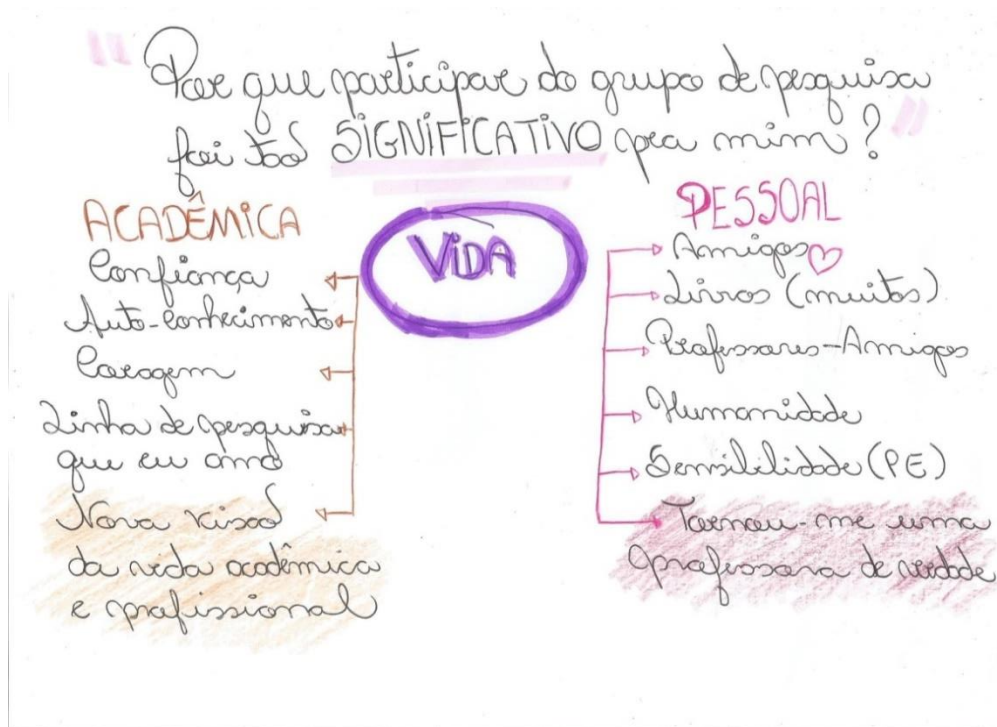 "Por que participar do grupo de pesquisa
foi tão SIGNIFICATIVO pra mim?"
VIDA
ACADÊMICA
Confiança
Auto-Conhecimento
Coragem
Linha de pesquisa
que eu amo
Nova visão
da vida acadêmica
e profissional
PESSOAL
Amigos ♡
Livros (muitos)
Professores-Amigos
Humanidade
Sensibilidade (PE)
Tornou-me uma
professora de verdade